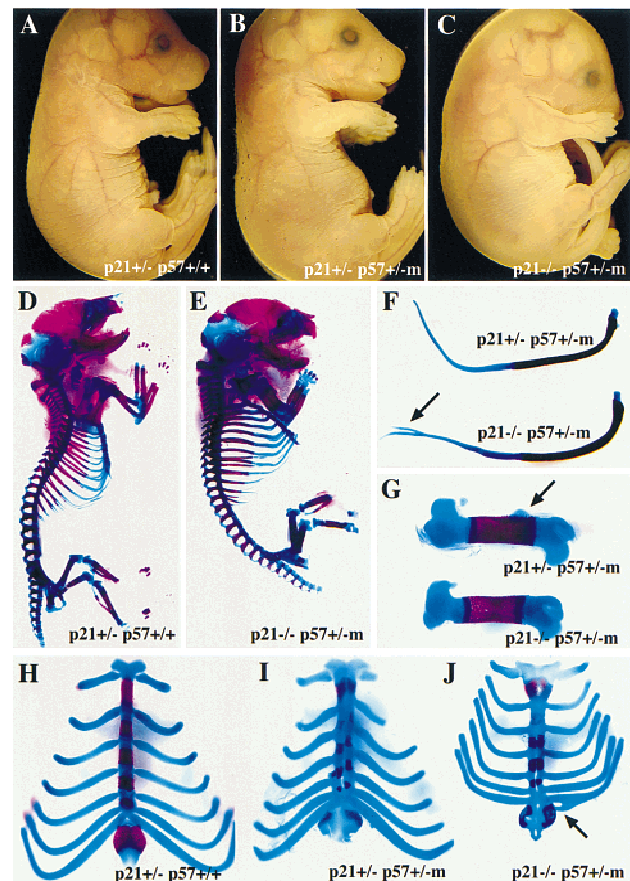 A B C
p21+/- p57+/+ p21+/- p57+/-m p21-/- p57+/-m
D E F
p21+/- p57+/-m
p21-/- p57+/-m
G
p21+/- p57+/-m
p21+/- p57+/+ p21-/- p57+/-m p21-/- p57+/-m
H I J
p21+/- p57+/+ p21+/- p57+/-m p21-/- p57+/-m